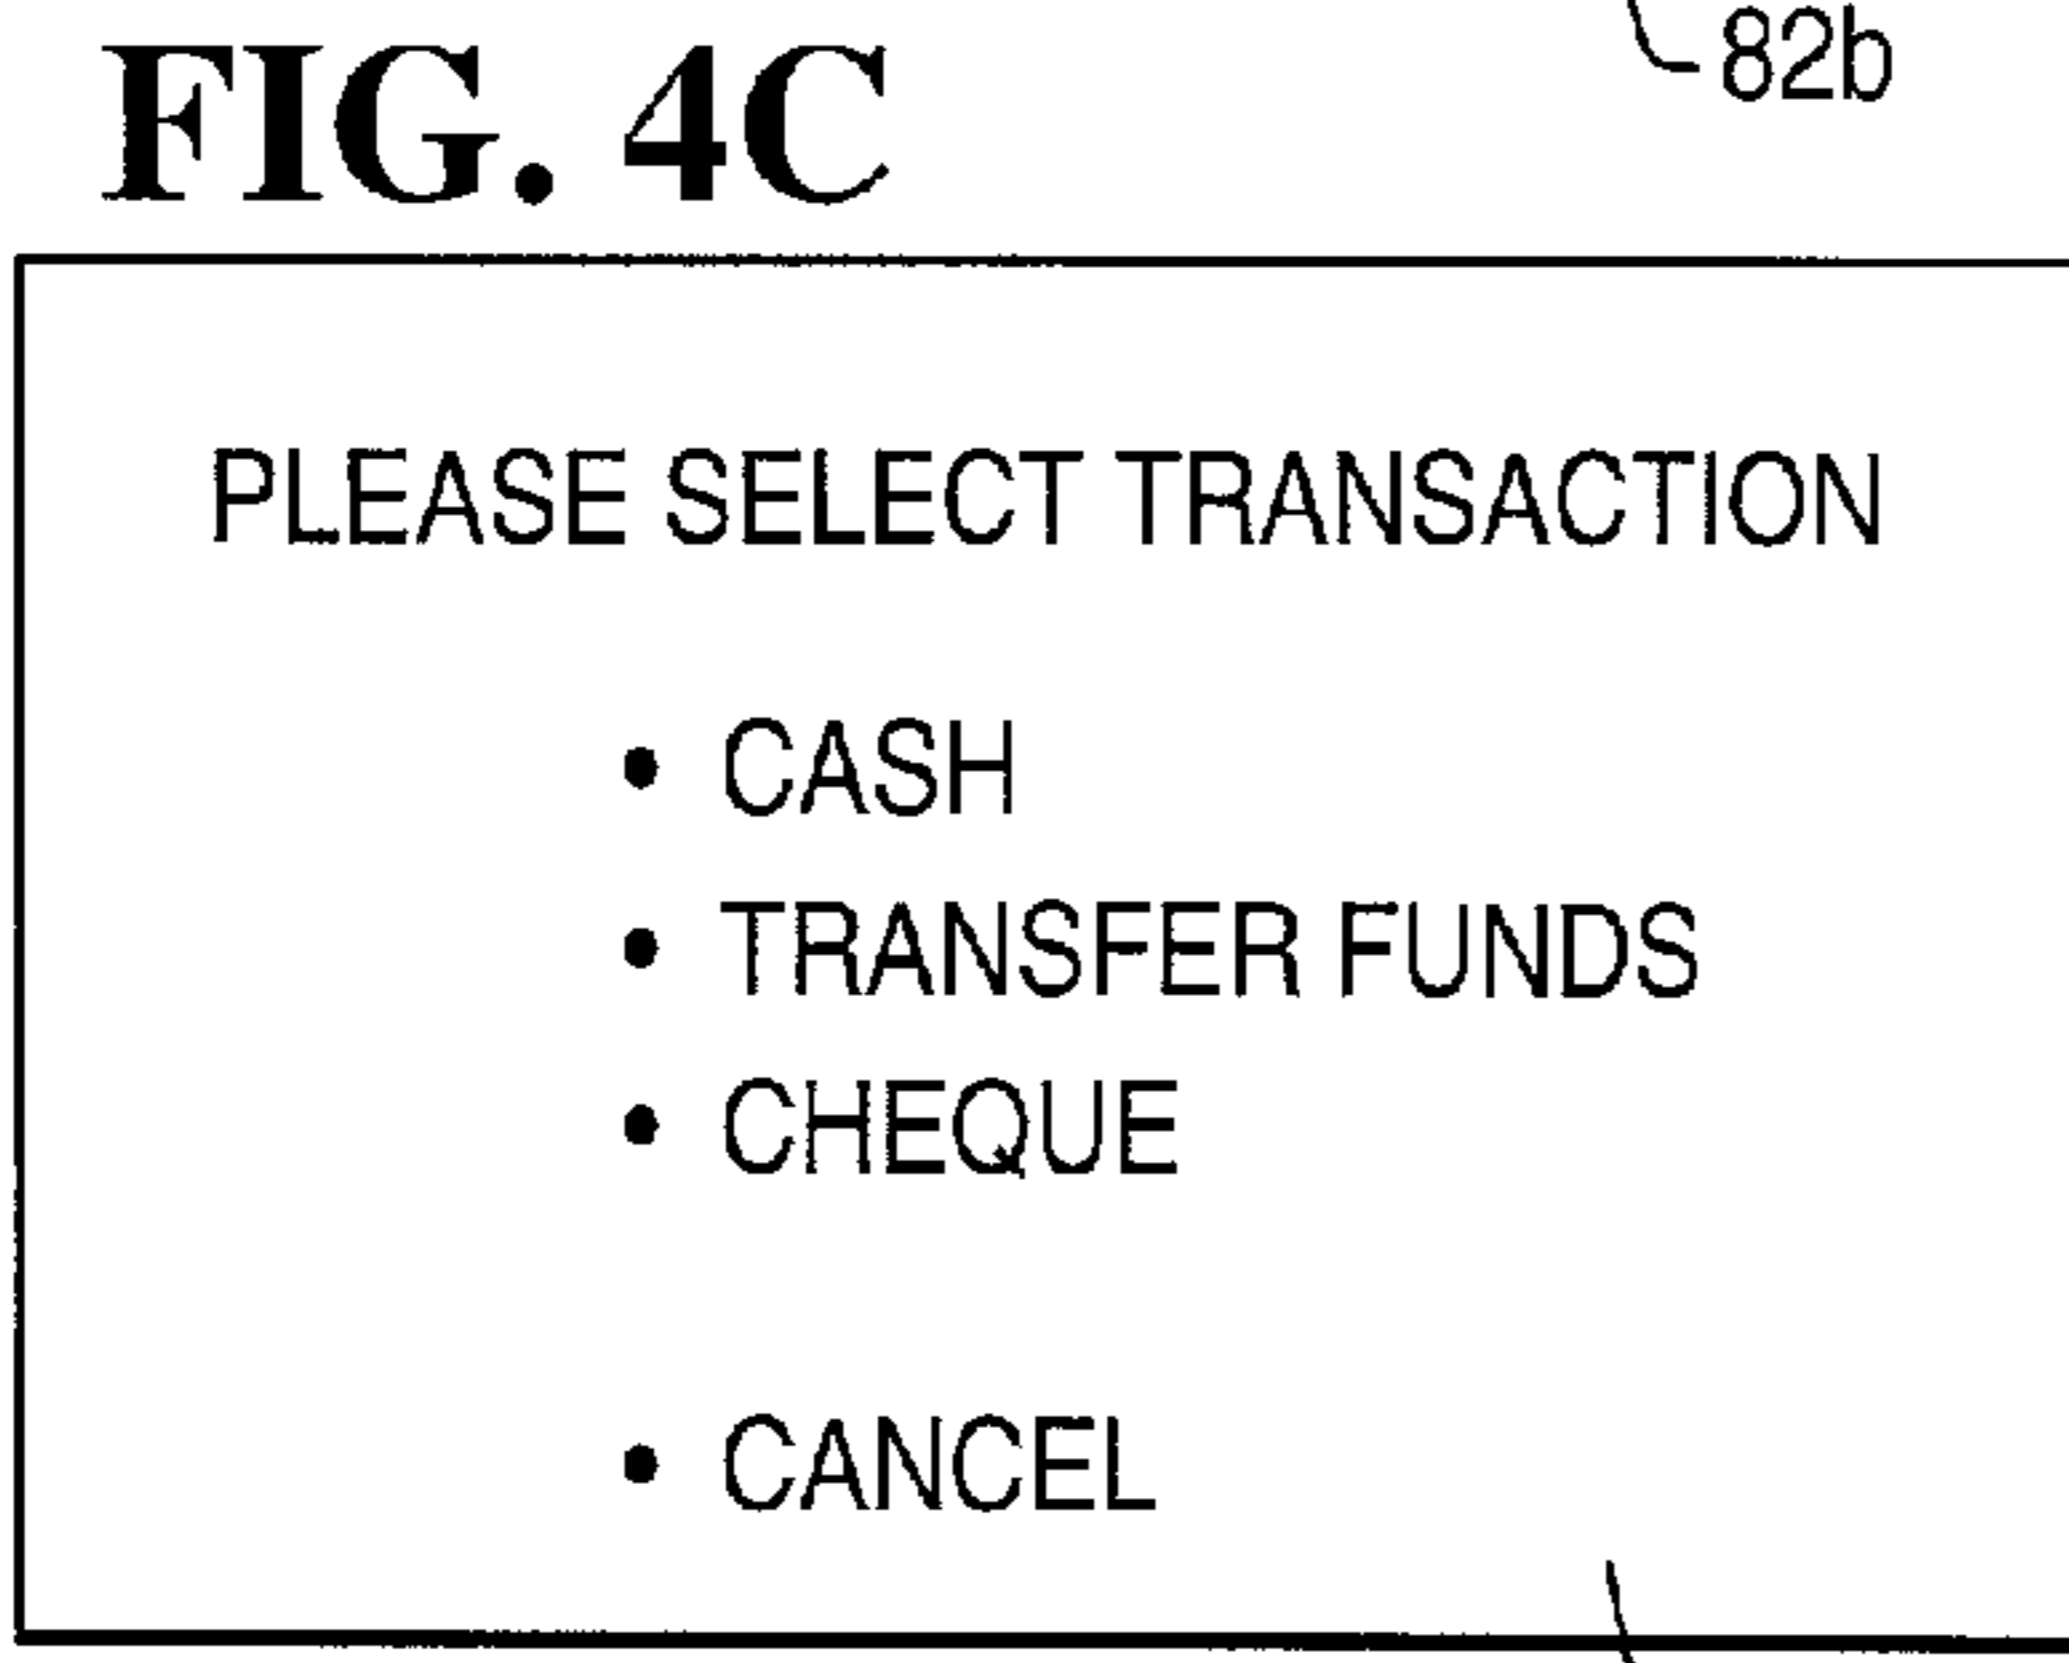 82b
FIG. 4C
PLEASE SELECT TRANSACTION
• CASH
• TRANSFER FUNDS
• CHEQUE
• CANCEL